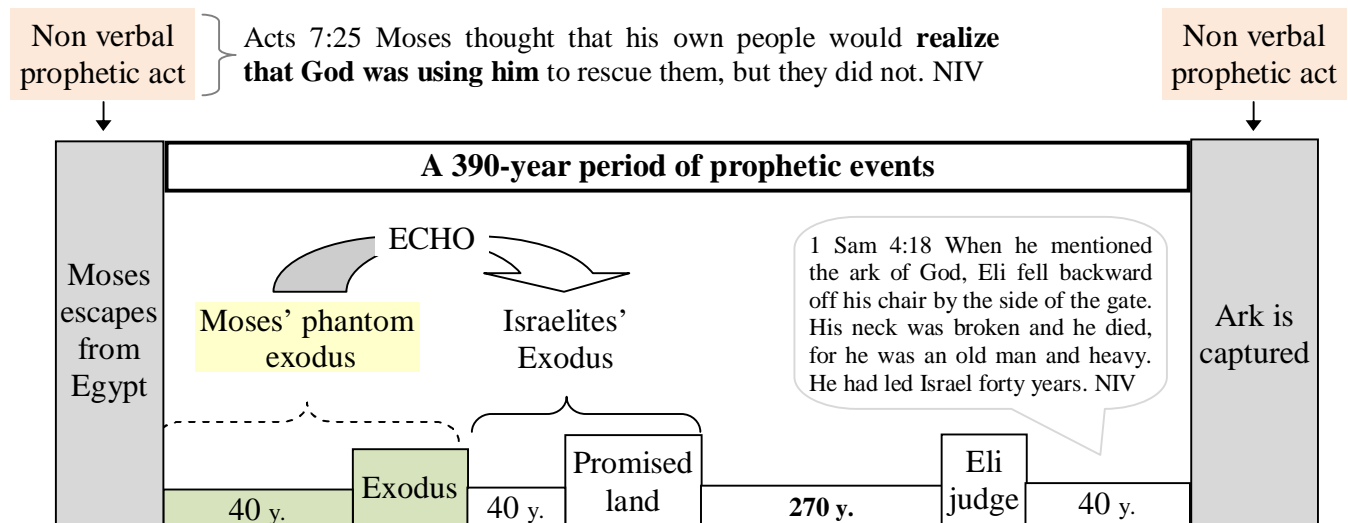 Non verbal
prophetic act
Acts 7:25 Moses thought that his own people would realize
that God was using him to rescue them, but they did not. NIV
Non verbal
prophetic act
A 390-year period of prophetic events
Moses
escapes
from
Egypt
ECHO
Moses’ phantom
exodus
Israelites’
Exodus
1 Sam 4:18 When he mentioned
the ark of God, Eli fell backward
off his chair by the side of the gate.
His neck was broken and he died,
for he was an old man and heavy.
He had led Israel forty years. NIV
Ark is
captured
40 y.
Exodus
40 y.
Promised
land
270 y.
Eli
judge
40 y.